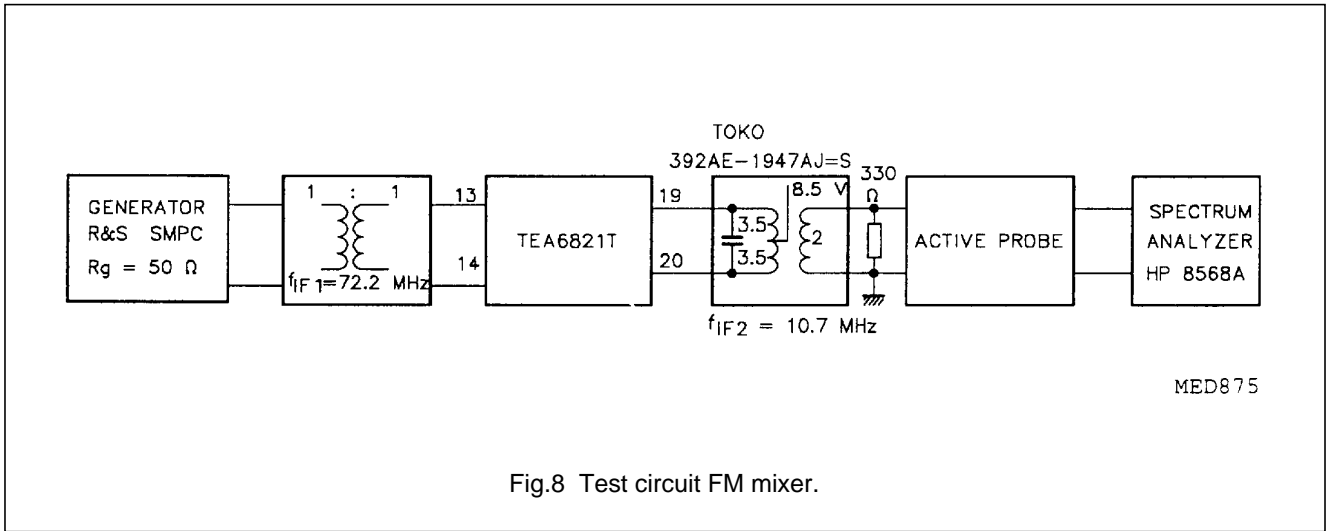 TOKO
392AE-1947AJ=S
GENERATOR
R&S SMPC
Rg = 50 Ω
1 : 1
fIF1=72.2 MHz
13
14
TEA6821T
19
20
3.5
3.5
8.5 V
2
330
Ω
fIF2 = 10.7 MHz
ACTIVE PROBE
SPECTRUM
ANALYZER
HP 8568A
MED875
Fig.8 Test circuit FM mixer.